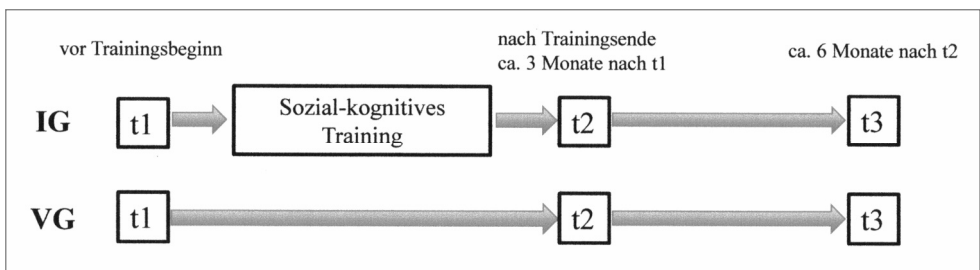 vor Trainingsbeginn
nach Trainingsende
ca. 3 Monate nach t1
ca. 6 Monate nach t2
IG
t1
Sozial-kognitives
Training
t2
t3
VG
t1
t2
t3